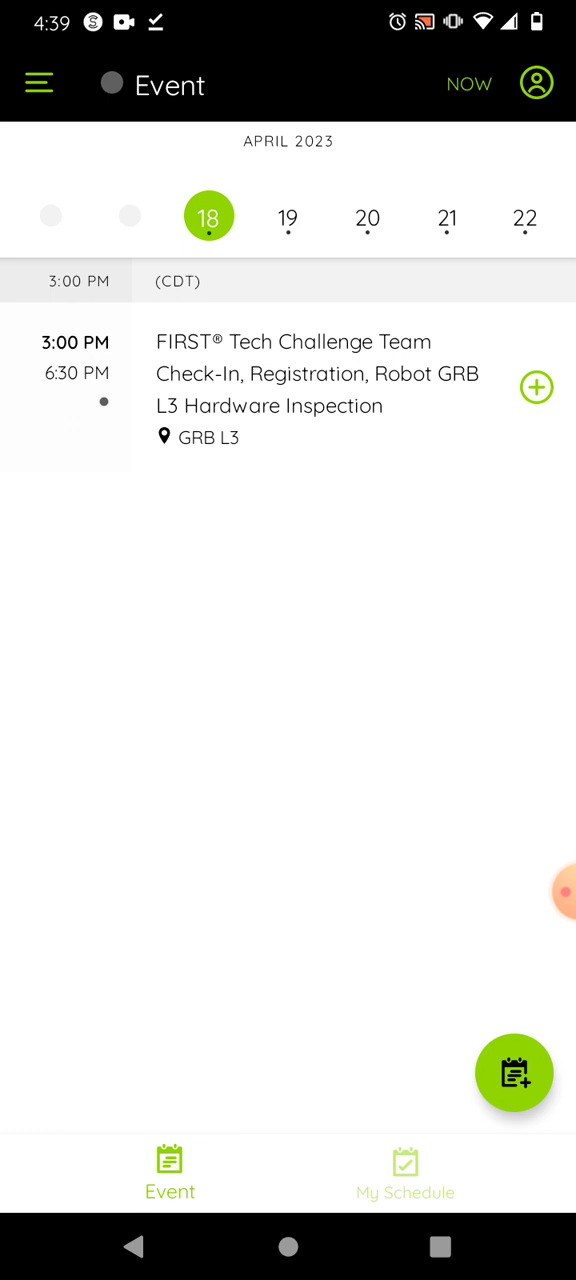 4:39
Event
NOW
APRIL 2023
18 19 20 21 22
3:00 PM (CDT)
3:00 PM
6:30 PM
FIRST® Tech Challenge Team
Check-In, Registration, Robot GRB
L3 Hardware Inspection
GRB L3
Event
My Schedule